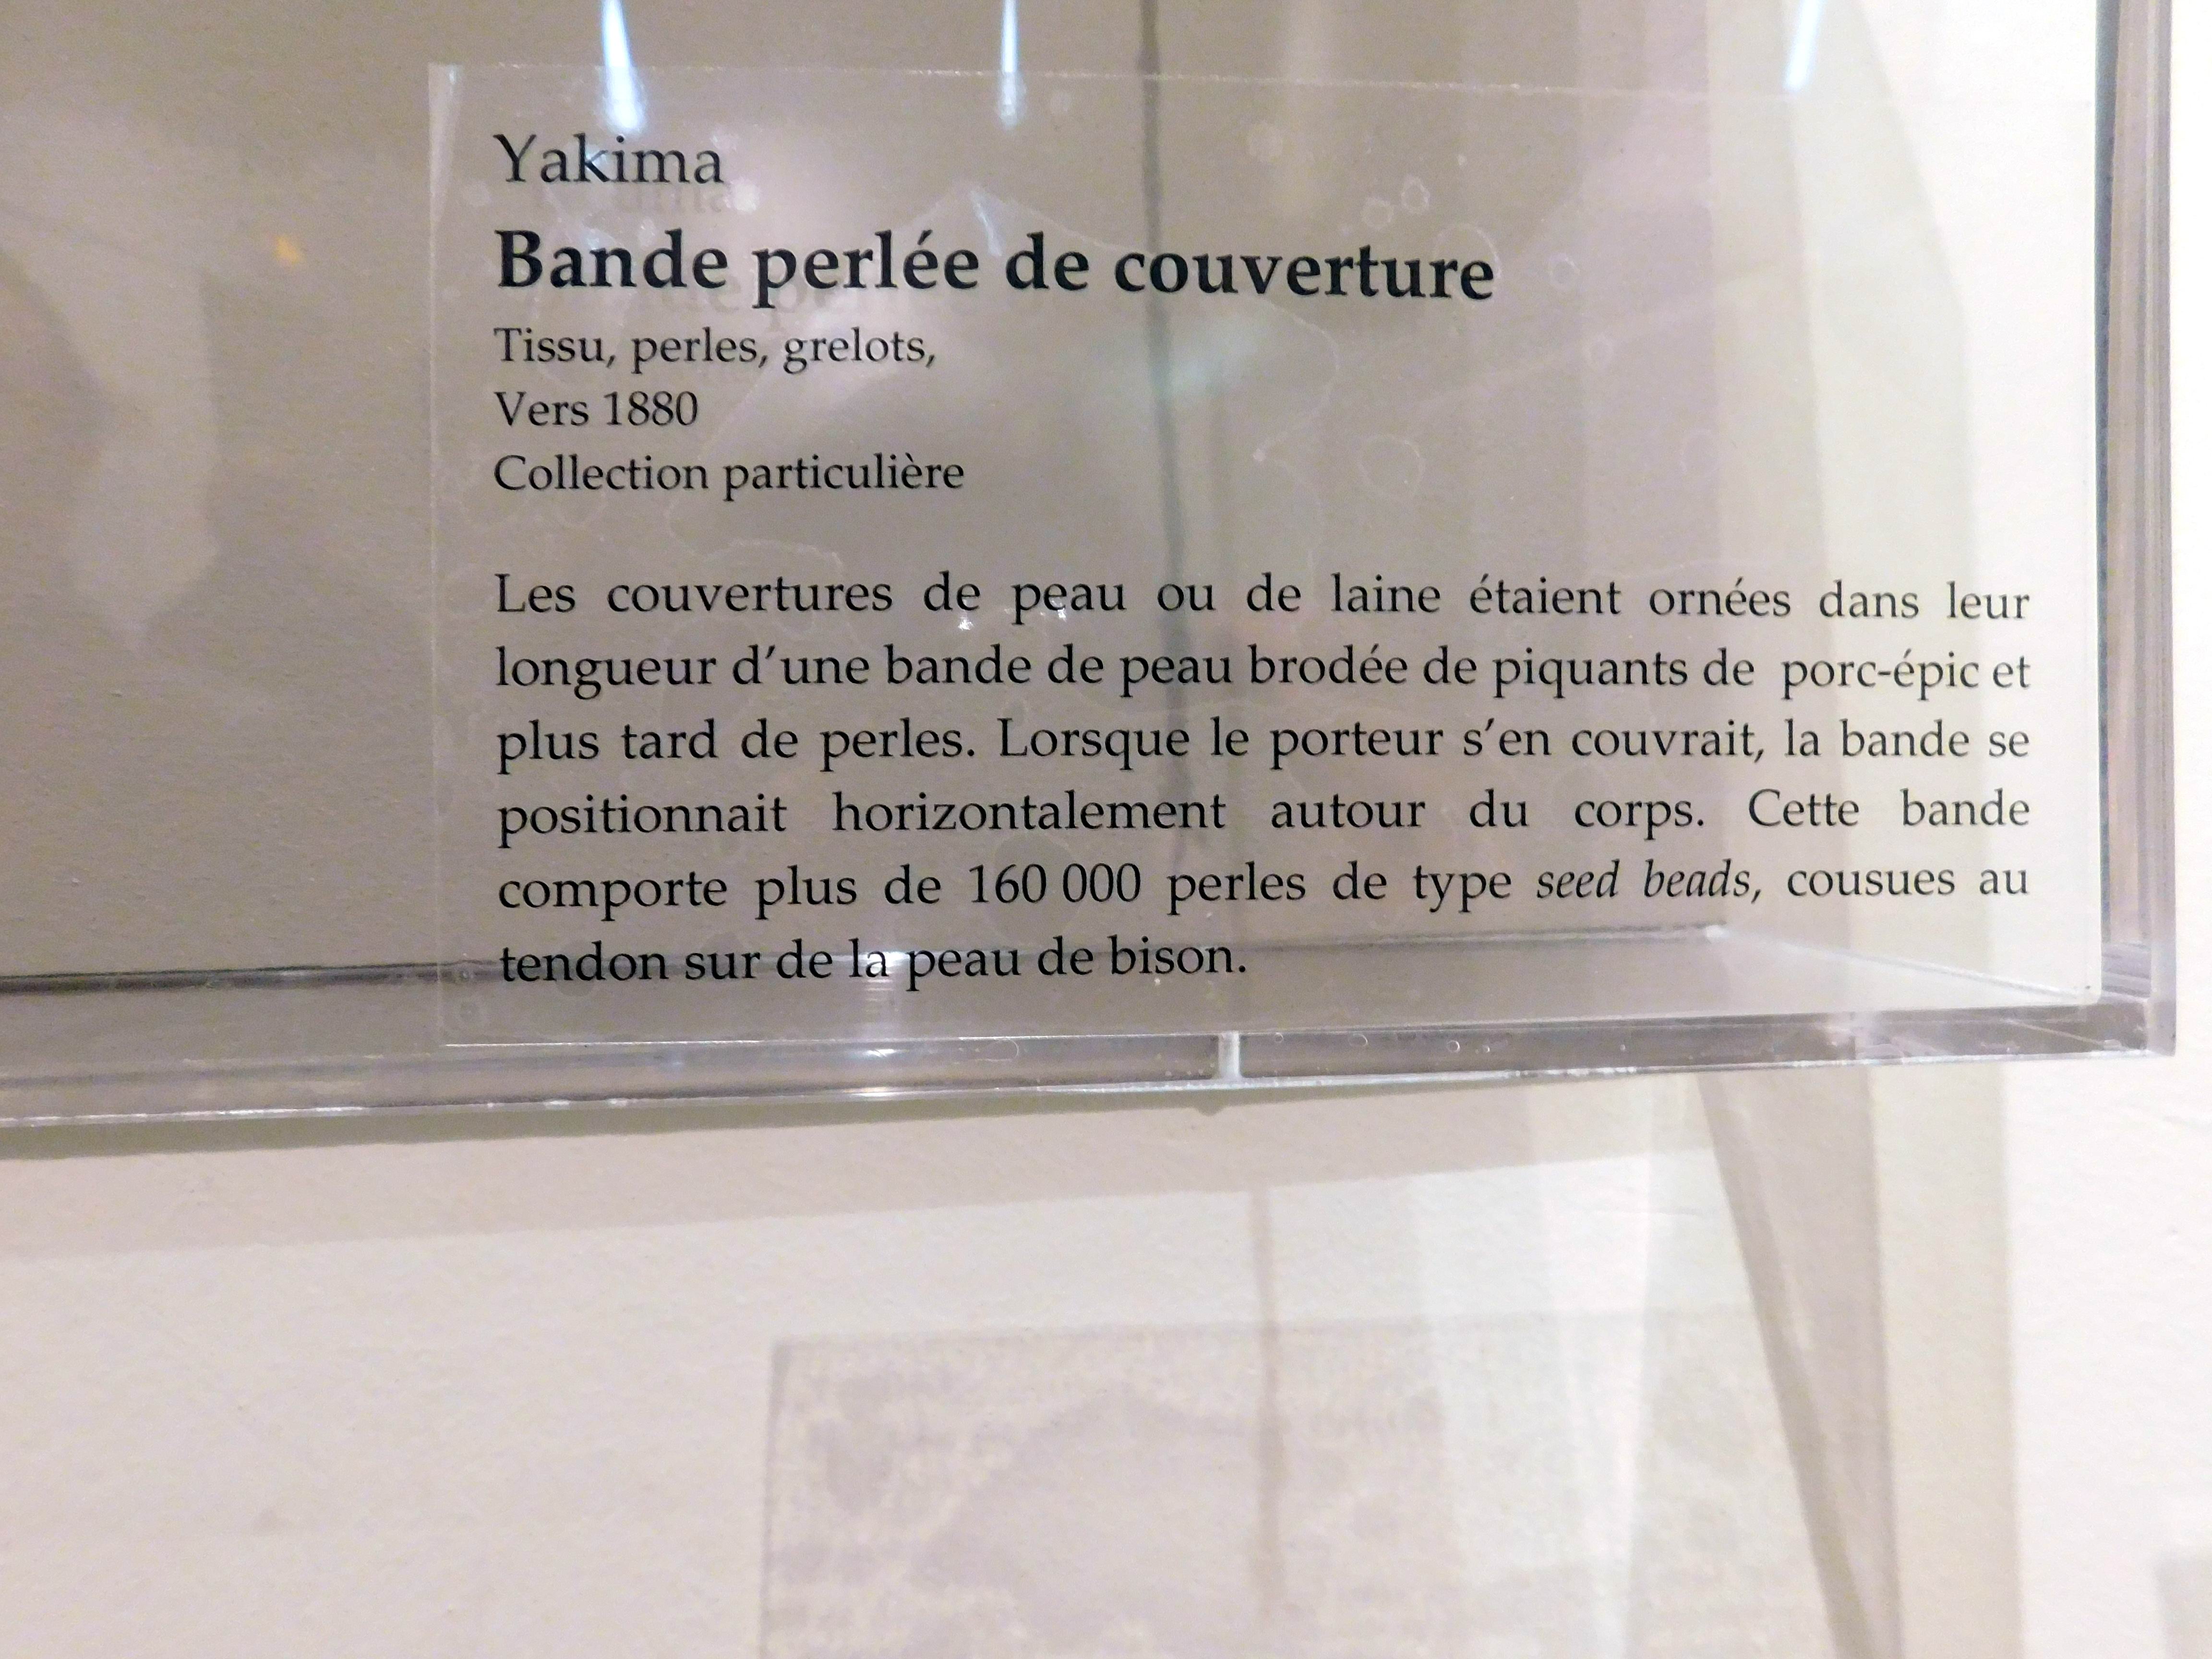 Yakima
Bande perlée de couverture
Tissu, perles, grelots,
Vers 1880
Collection particulière
Les couvertures de peau ou de laine étaient ornées dans leur
longueur d’une bande de peau brodée de piquants de porc-épic et
plus tard de perles. Lorsque le porteur s’en couvrait, la bande se
positionnait horizontalement autour du corps. Cette bande
comporte plus de 160 000 perles de type seed beads, cousues au
tendon sur de la peau de bison.